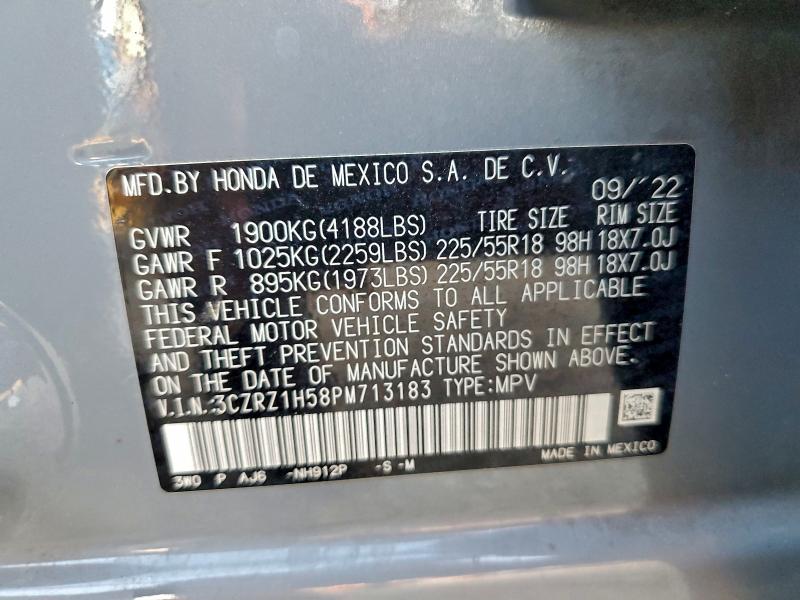 MFD.BY HONDA DE MEXICO S.A. DE C.V. 09/'22
GVWR 1900KG(4188LBS) TIRE SIZE RIM SIZE
GAWR F 1025KG(2259LBS) 225/55R18 98H 18X7.0J
GAWR R 895KG(1973LBS) 225/55R18 98H 18X7.0J
THIS VEHICLE CONFORMS TO ALL APPLICABLE
FEDERAL MOTOR VEHICLE SAFETY
AND THEFT PREVENTION STANDARDS IN EFFECT
ON THE DATE OF MANUFACTURE SHOWN ABOVE.
V.I.N.:3CZRZ1H58PM713183 TYPE:MPV
MADE IN MEXICO
3W0 P AJ6 -NH912P -S -M